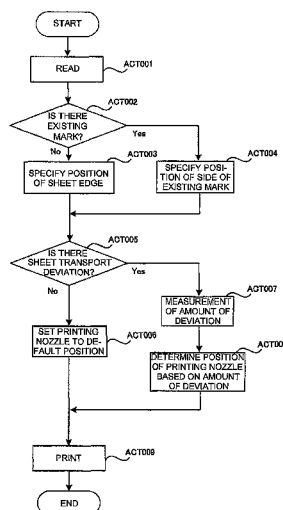 START
ACT001
READ
ACT002
IS THERE
EXISTING
MARK?
Yes
No
ACT003
SPECIFY POSITION
OF SHEET EDGE
ACT004
SPECIFY POSI-
TION OF SIDE OF
EXISTING MARK
ACT005
IS THERE
SHEET TRANSPORT
DEVIATION?
Yes
No
ACT007
MEASUREMENT
OF AMOUNT OF
DEVIATION
SET PRINTING
NOZZLE TO DE-
FAULT POSITION
ACT006
ACT00
DETERMINE POSITION
OF PRINTING NOZZLE
BASED ON AMOUNT
OF DEVIATION
ACT009
PRINT
END